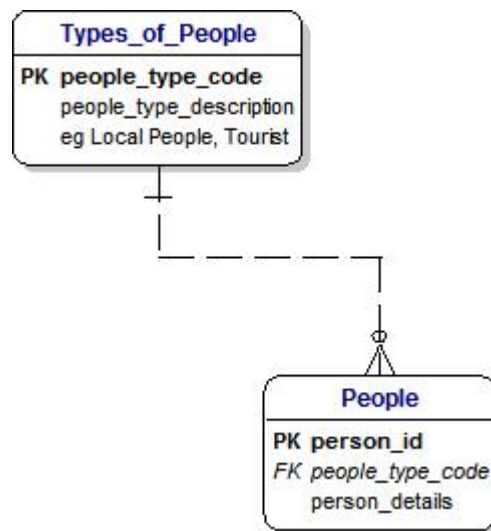 Types_of_People
PK people_type_code
people_type_description
eg Local People, Tourist
People
PK person_id
FK people_type_code
person_details